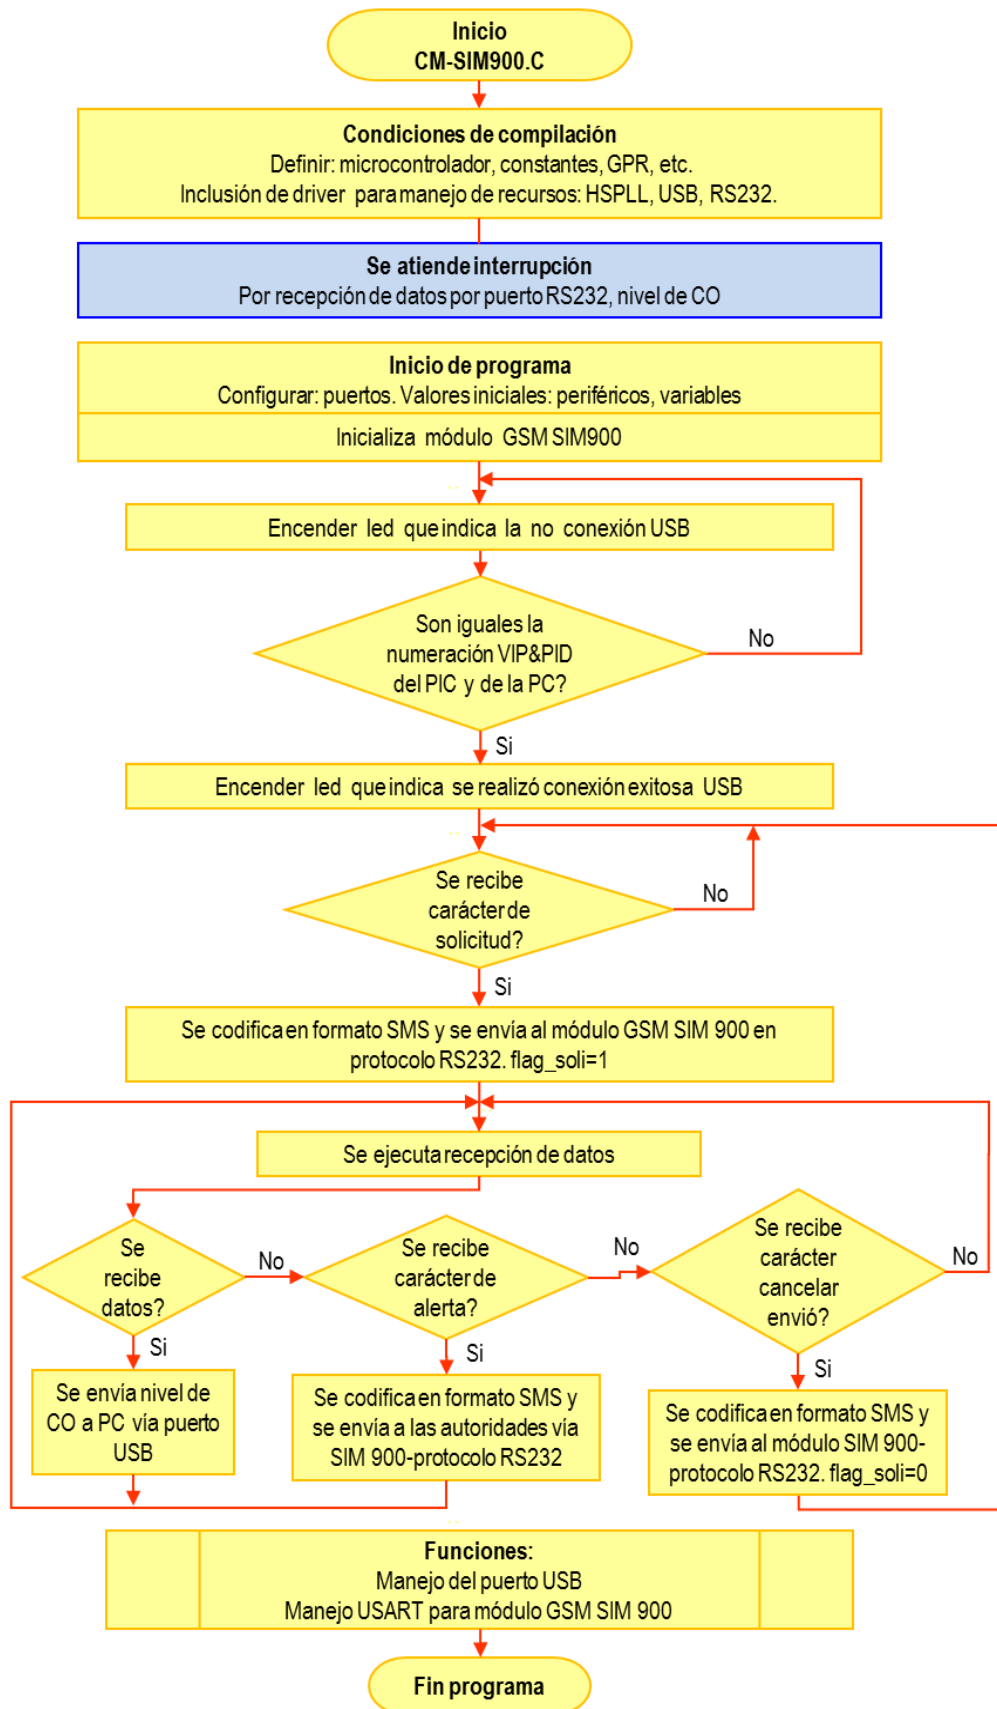 Inicio
CM-SIM900.C
Condiciones de compilación
Definir: microcontrolador, constantes, GPR, etc.
Inclusión de driver para manejo de recursos: HSPLL, USB, RS232.
Se atiende interrupción
Por recepción de datos por puerto RS232, nivel de CO
Inicio de programa
Configurar: puertos. Valores iniciales: periféricos, variables
Inicializa módulo GSM SIM900
Encender led que indica la no conexión USB
Son iguales la
numeración VIP&PID
del PIC y de la PC?
No
Si
Encender led que indica se realizó conexión exitosa USB
Se recibe
carácter de
solicitud?
No
Si
Se codifica en formato SMS y se envía al módulo GSM SIM 900 en
protocolo RS232. flag_soli=1
Se ejecuta recepción de datos
Se
recibe
datos?
No
Si
Se recibe
carácter de
alerta?
No
Si
Se recibe
carácter
cancelar
envió?
No
Si
Se envía nivel de
CO a PC vía puerto
USB
Se codifica en formato SMS y
se envía a las autoridades vía
SIM 900-protocolo RS232
Se codifica en formato SMS y
se envía al módulo SIM 900-
protocolo RS232. flag_soli=0
Funciones:
Manejo del puerto USB
Manejo USART para módulo GSM SIM 900
Fin programa